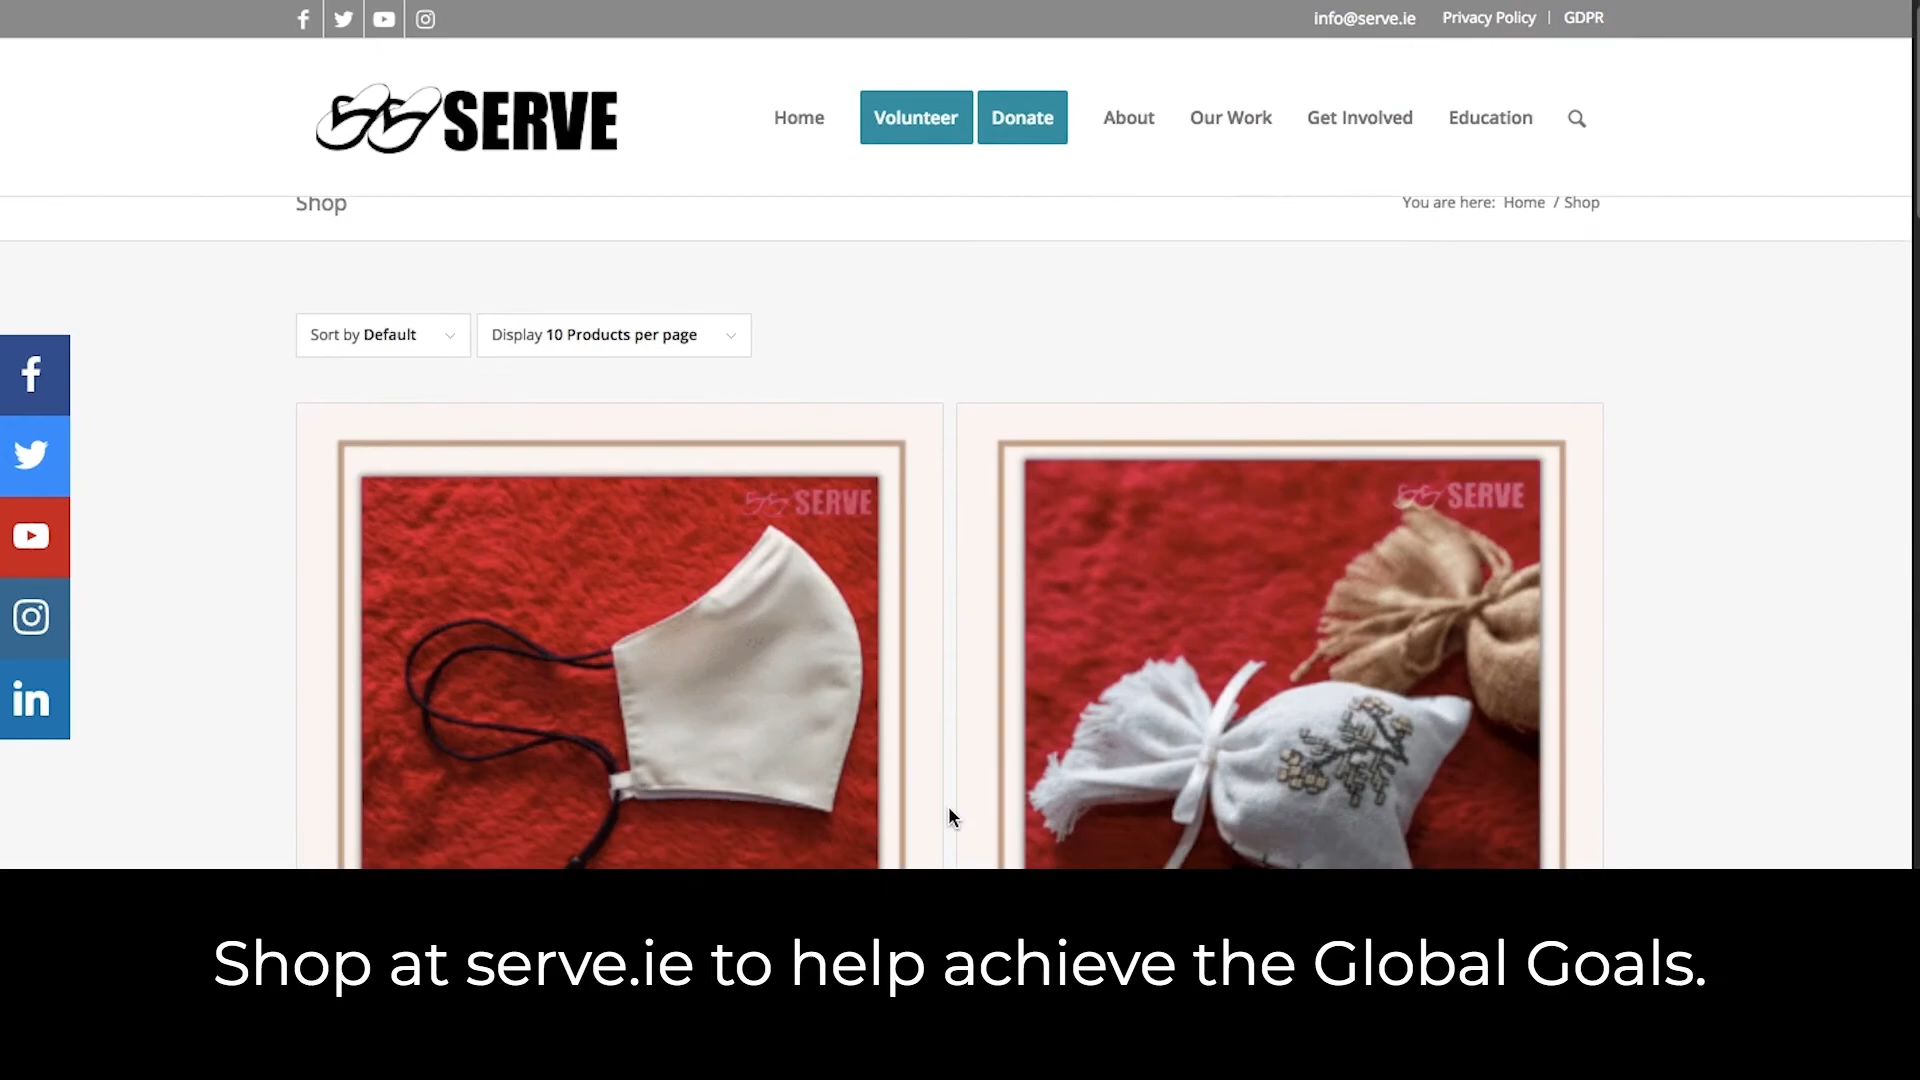 info@serve.ie Privacy Policy GDPR
SERVE
Home Volunteer Donate About Our Work Get Involved Education
Shop
You are here: Home / Shop
Sort by Default
Display 10 Products per page
SERVE
SERVE
Shop at serve.ie to help achieve the Global Goals.